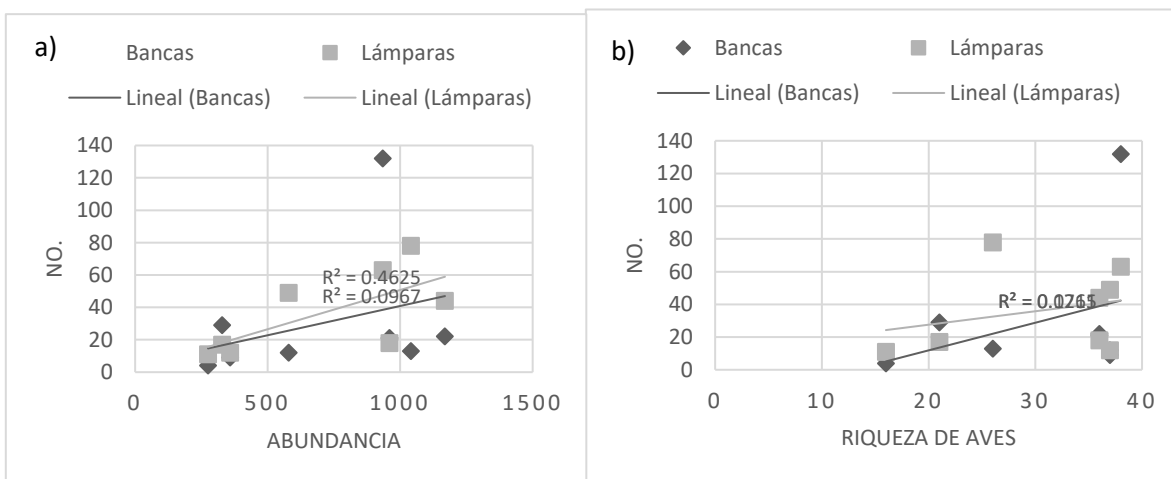 a)
Bancas
Lámparas
Lineal (Bancas)
Lineal (Lámparas)
140
120
100
80
60
40
20
0
NO.
R² = 0.4625
R² = 0.0967
0 500 1000 1500
ABUNDANCIA
b)
Bancas
Lámparas
Lineal (Bancas)
Lineal (Lámparas)
140
120
100
80
60
40
20
0
NO.
R² =
0 10 20 30 40
RIQUEZA DE AVES